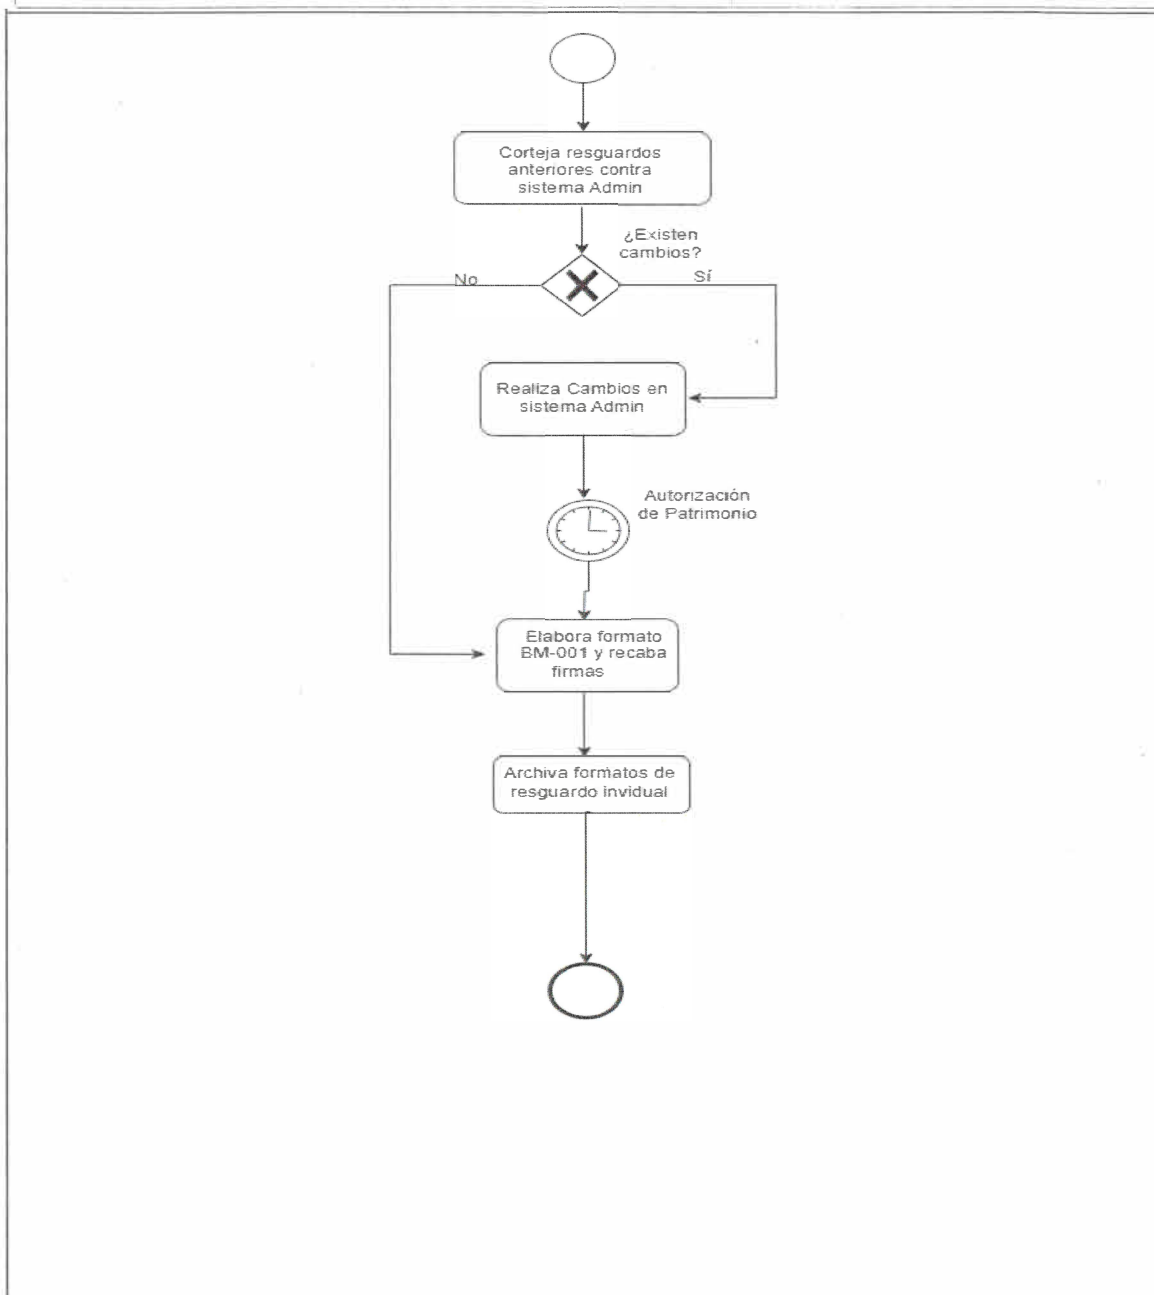 Corteja resguardos
anteriores contra
sistema Admin
¿Existen
cambios?
No
Sí
Realiza Cambios en
sistema Admin
Autorización
de Patrimonio
Elabora formato
BM-001 y recaba
firmas
Archiva formatos de
resguardo invidual